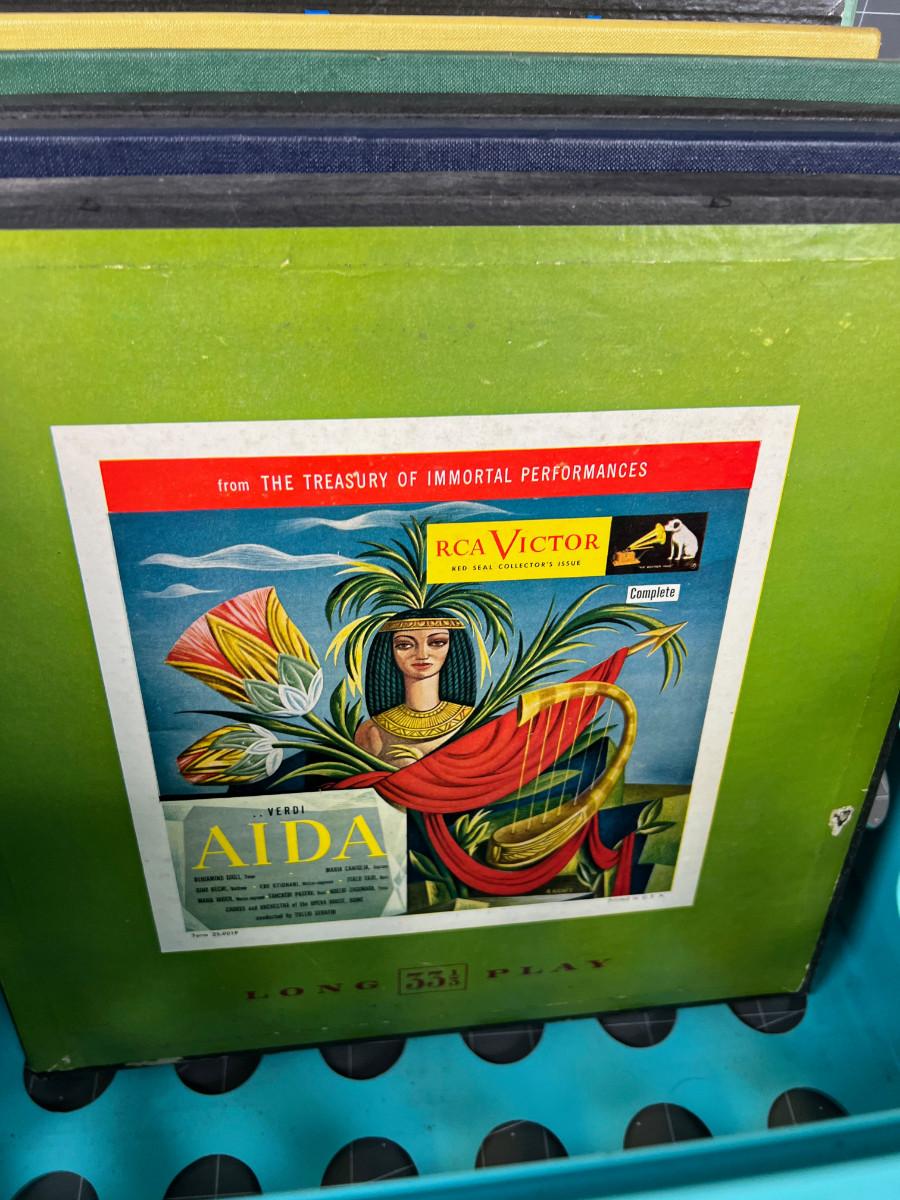 from THE TREASURY OF IMMORTAL PERFORMANCES
RCA VICTOR
RED SEAL COLLECTOR'S ISSUE
"HIS MASTER'S VOICE"
Complete
..VERDI
AIDA
BENIAMINO GIGLI, Tenor MARIA CANIGLIA, Soprano
GINO BECHI, Baritone · EBE STIGNANI, Mezzo-soprano · ITALO TAJO, Bass
MARIA HUDER, Mezzo-soprano TANCREDI PASERO, Bass ADELIO ZAGONARA, Tenor
CHORUS and ORCHESTRA of the OPERA HOUSE, ROME
conducted by TULLIO SERAFIN
Printed in U.S.A.
LONG 33⅓ PLAY